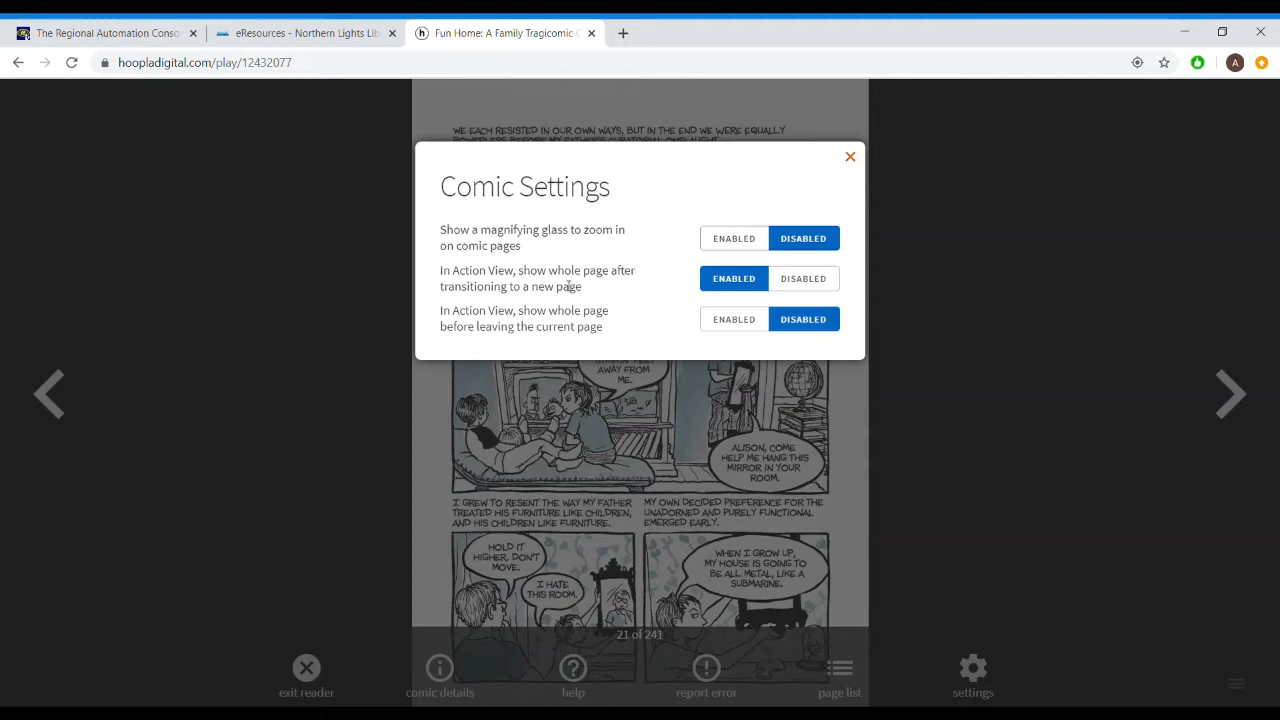 The Regional Automation Conso
eResources - Northern Lights Lib
Fun Home: A Family Tragicomic
hoopladigital.com/play/12432077
A
WE EACH RESISTED IN OUR OWN WAYS, BUT IN THE END WE WERE EQUALLY
POWERLESS BEFORE MY FATHER'S CURATORIAL ONSLAUGHT.
Comic Settings
Show a magnifying glass to zoom in
on comic pages
ENABLED DISABLED
In Action View, show whole page after
transitioning to a new page
ENABLED DISABLED
In Action View, show whole page
before leaving the current page
ENABLED DISABLED
AWAY FROM
ME.
ALISON, COME
HELP ME HANG THIS
MIRROR IN YOUR
ROOM.
I GREW TO RESENT THE WAY MY FATHER
TREATED HIS FURNITURE LIKE CHILDREN,
AND HIS CHILDREN LIKE FURNITURE.
MY OWN DECIDED PREFERENCE FOR THE
UNADORNED AND PURELY FUNCTIONAL
EMERGED EARLY.
HOLD IT
HIGHER. DON'T
MOVE.
I HATE
THIS ROOM.
WHEN I GROW UP,
MY HOUSE IS GOING TO
BE ALL METAL, LIKE A
SUBMARINE.
21 of 241
exit reader
comic details
help
report error
page list
settings